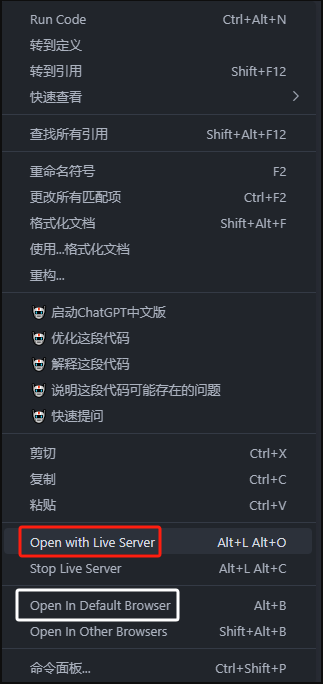 Run Code Ctrl+Alt+N
转到定义
转到引用 Shift+F12
快速查看
查找所有引用 Shift+Alt+F12
重命名符号 F2
更改所有匹配项 Ctrl+F2
格式化文档 Shift+Alt+F
使用...格式化文档
重构...
启动ChatGPT中文版
优化这段代码
解释这段代码
说明这段代码可能存在的问题
快速提问
剪切 Ctrl+X
复制 Ctrl+C
粘贴 Ctrl+V
Open with Live Server Alt+L Alt+O
Stop Live Server Alt+L Alt+C
Open In Default Browser Alt+B
Open In Other Browsers Shift+Alt+B
命令面板... Ctrl+Shift+P